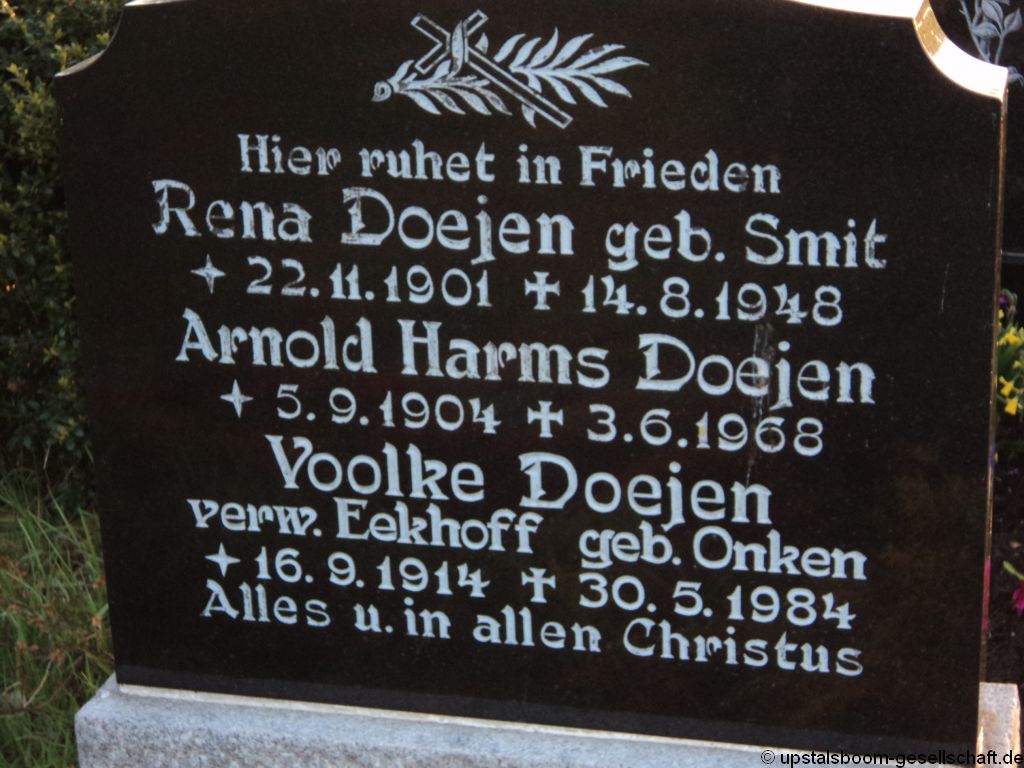 Hier ruhet in Frieden
Rena Doejen geb. Smit
22.11.1901 ✝ 14.8.1948
Arnold Harms Doejen
5.9.1904 ✝ 3.6.1968
Voolke Doejen
verw. Eekhoff geb. Onken
16.9.1914 ✝ 30.5.1984
Alles u. in allen Christus
© upstalsboom-gesellschaft.de